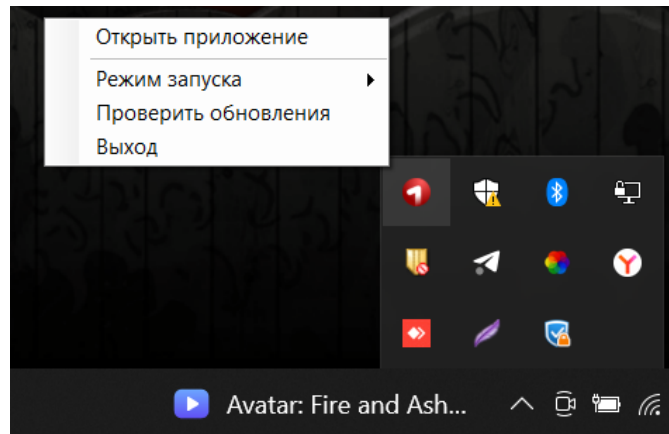 Открыть приложение
Режим запуска
Проверить обновления
Выход
Avatar: Fire and Ash...